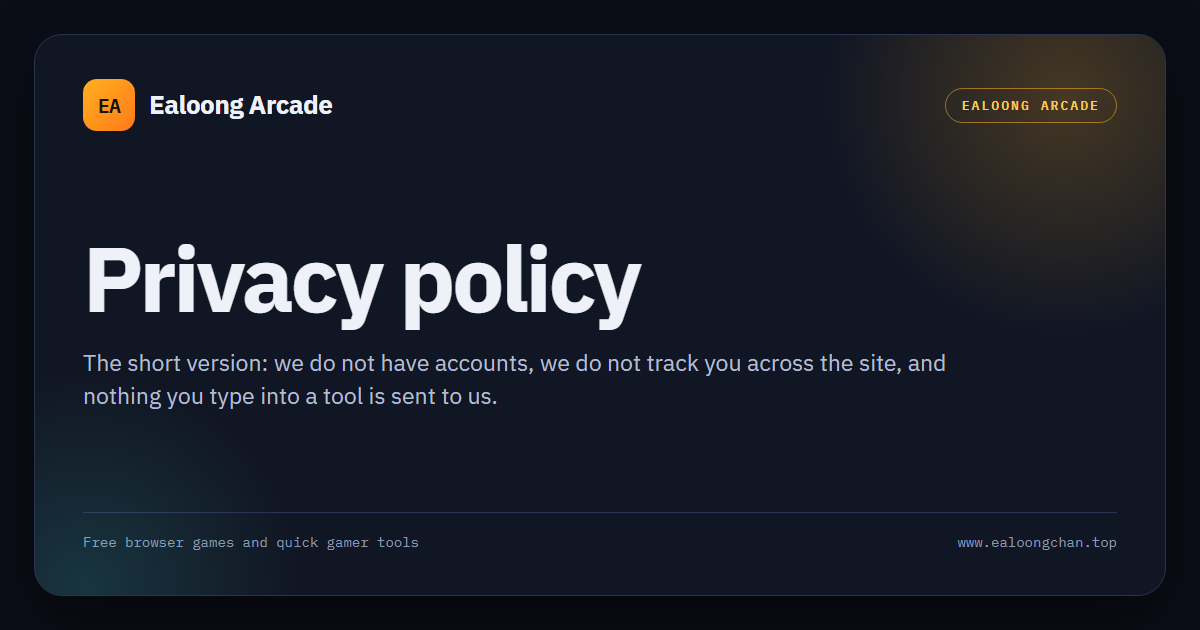 EA
Ealoong Arcade
EALOONG ARCADE
Privacy policy
The short version: we do not have accounts, we do not track you across the site, and
nothing you type into a tool is sent to us.
Free browser games and quick gamer tools
www.ealoongchan.top